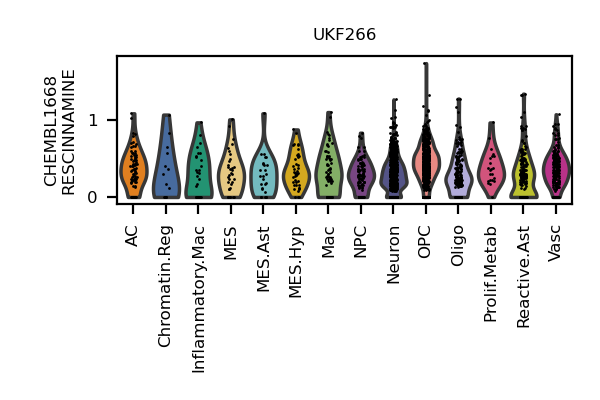 UKF266
CHEMBL1668
RESCINNAMINE
1
0
AC
Chromatin.Reg
Inflammatory.Mac
MES
MES.Ast
MES.Hyp
Mac
NPC
Neuron
OPC
Oligo
Prolif.Metab
Reactive.Ast
Vasc